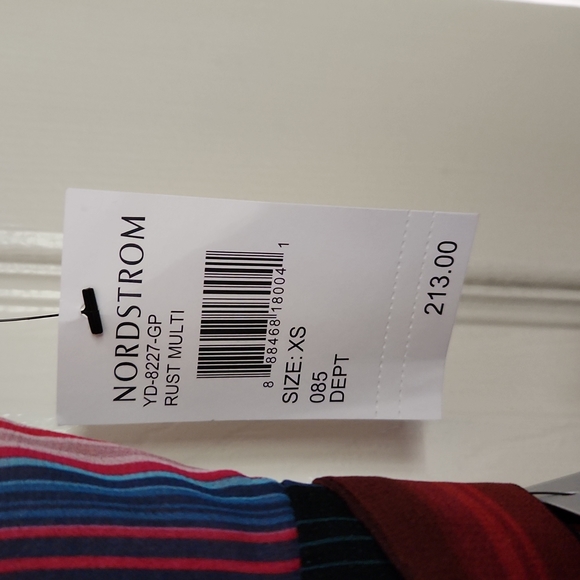 NORDSTROM
YD-8227-GP
RUST MULTI
8 88468 18004 1
SIZE: XS
085
DEPT
213.00